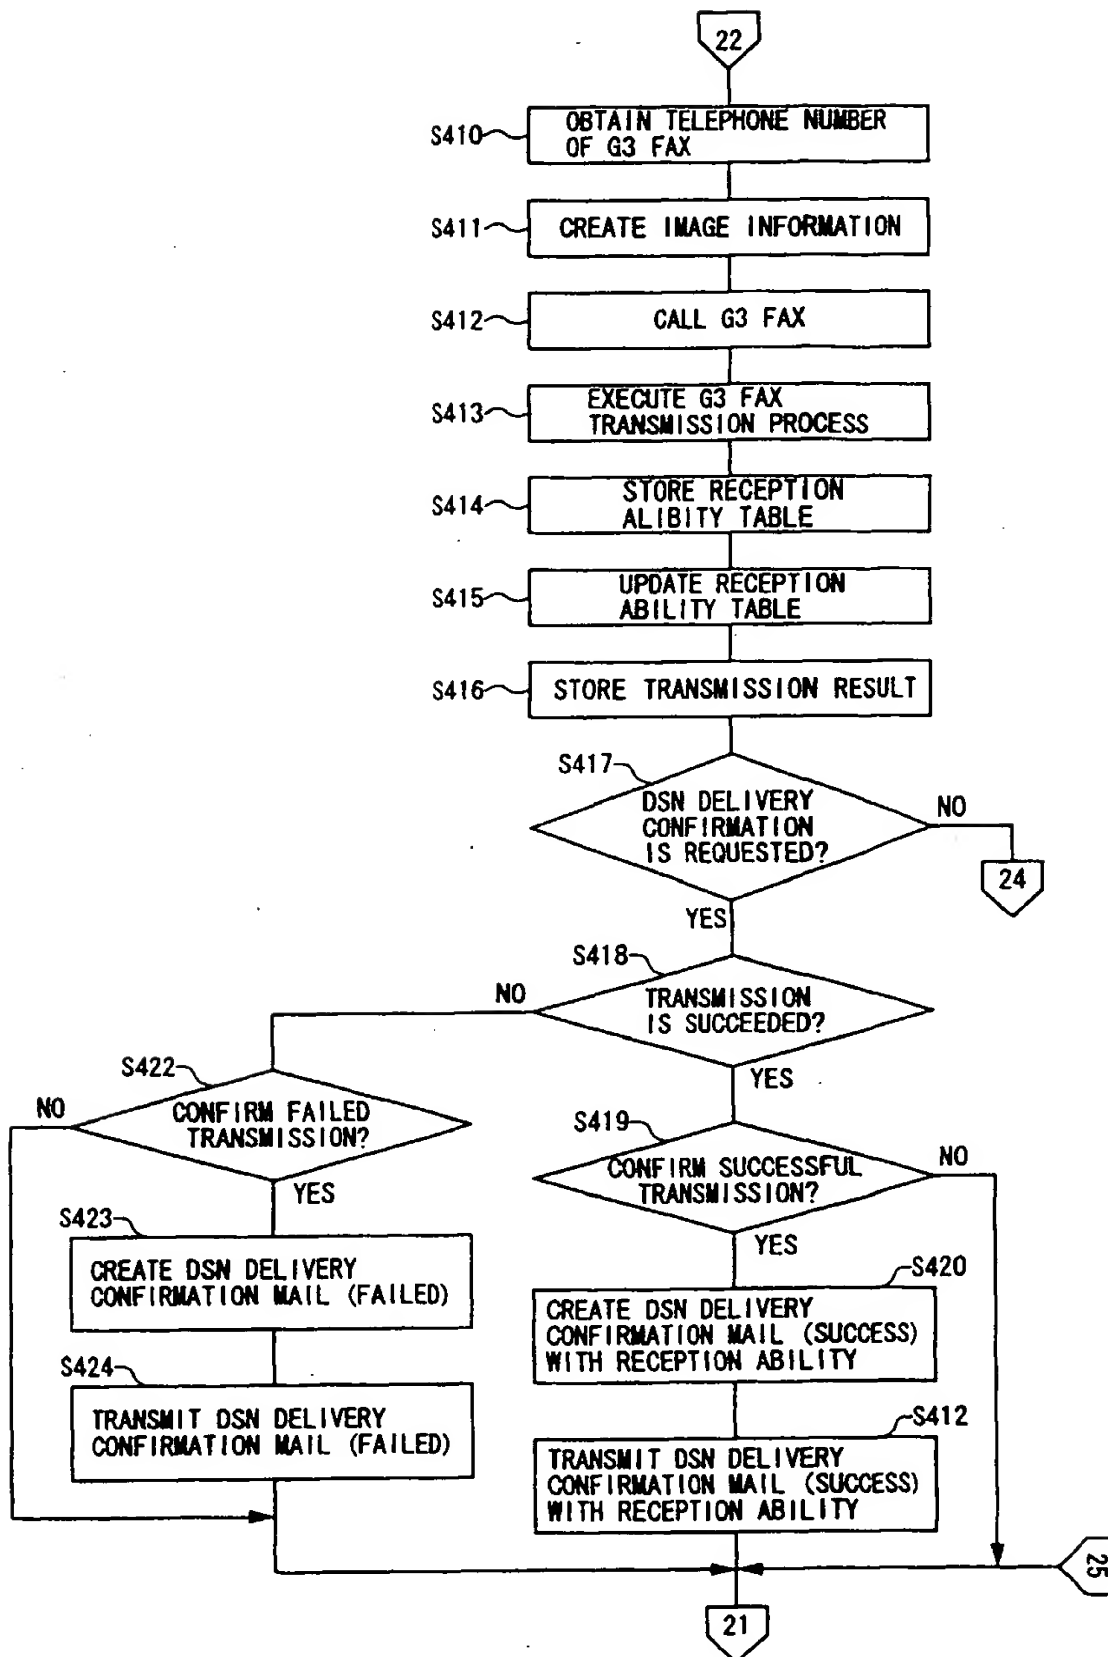 22
S410
OBTAIN TELEPHONE NUMBER
OF G3 FAX
S411
CREATE IMAGE INFORMATION
S412
CALL G3 FAX
S413
EXECUTE G3 FAX
TRANSMISSION PROCESS
S414
STORE RECEPTION
ALIBITY TABLE
S415
UPDATE RECEPTION
ABILITY TABLE
S416
STORE TRANSMISSION RESULT
S417
DSN DELIVERY
CONFIRMATION
IS REQUESTED?
NO
24
YES
S418
TRANSMISSION
IS SUCCEEDED?
NO
YES
S422
CONFIRM FAILED
TRANSMISSION?
NO
YES
S419
CONFIRM SUCCESSFUL
TRANSMISSION?
NO
YES
S423
CREATE DSN DELIVERY
CONFIRMATION MAIL (FAILED)
S420
CREATE DSN DELIVERY
CONFIRMATION MAIL (SUCCESS)
WITH RECEPTION ABILITY
S424
TRANSMIT DSN DELIVERY
CONFIRMATION MAIL (FAILED)
S412
TRANSMIT DSN DELIVERY
CONFIRMATION MAIL (SUCCESS)
WITH RECEPTION ABILITY
25
21